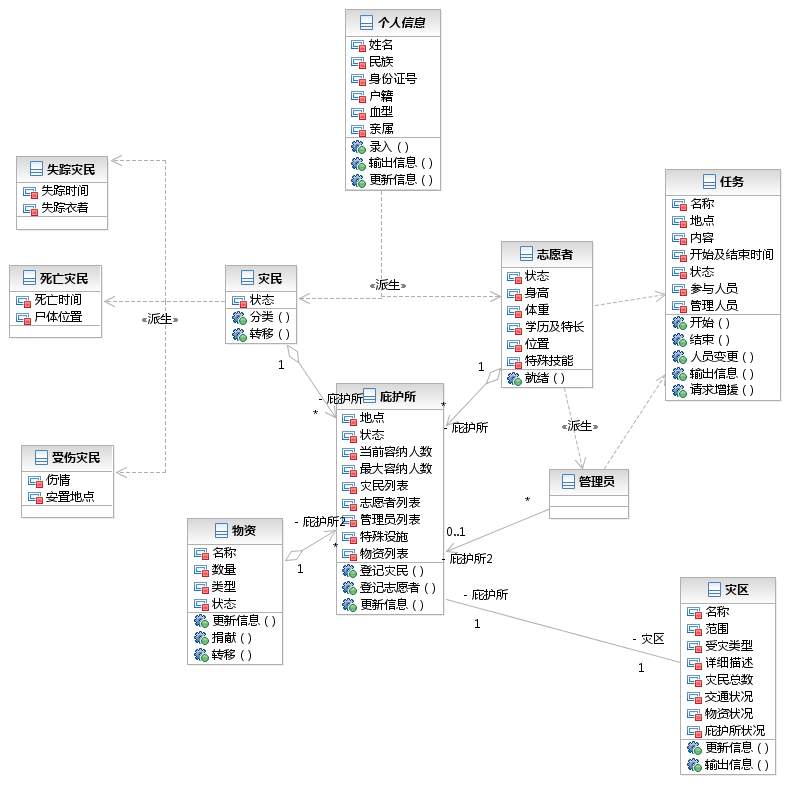 个人信息
姓名
民族
身份证号
户籍
血型
亲属
录入 ( )
输出信息 ( )
更新信息 ( )
失踪灾民
失踪时间
失踪衣着
死亡灾民
死亡时间
尸体位置
«派生»
受伤灾民
伤情
安置地点
灾民
状态
分类 ( )
转移 ( )
«派生»
志愿者
状态
身高
体重
学历及特长
位置
特殊技能
就绪 ( )
任务
名称
地点
内容
开始及结束时间
状态
参与人员
管理人员
开始 ( )
结束 ( )
人员变更 ( )
输出信息 ( )
请求增援 ( )
1
- 庇护所
*
1
*
- 庇护所
«派生»
庇护所
地点
状态
当前容纳人数
最大容纳人数
灾民列表
志愿者列表
管理员列表
特殊设施
物资列表
登记灾民 ( )
登记志愿者 ( )
更新信息 ( )
管理员
*
0..1
- 庇护所2
物资
名称
数量
类型
状态
更新信息 ( )
捐献 ( )
转移 ( )
- 庇护所2
*
1
- 庇护所
1
- 灾区
1
灾区
名称
范围
受灾类型
详细描述
灾民总数
交通状况
物资状况
庇护所状况
更新信息 ( )
输出信息 ( )